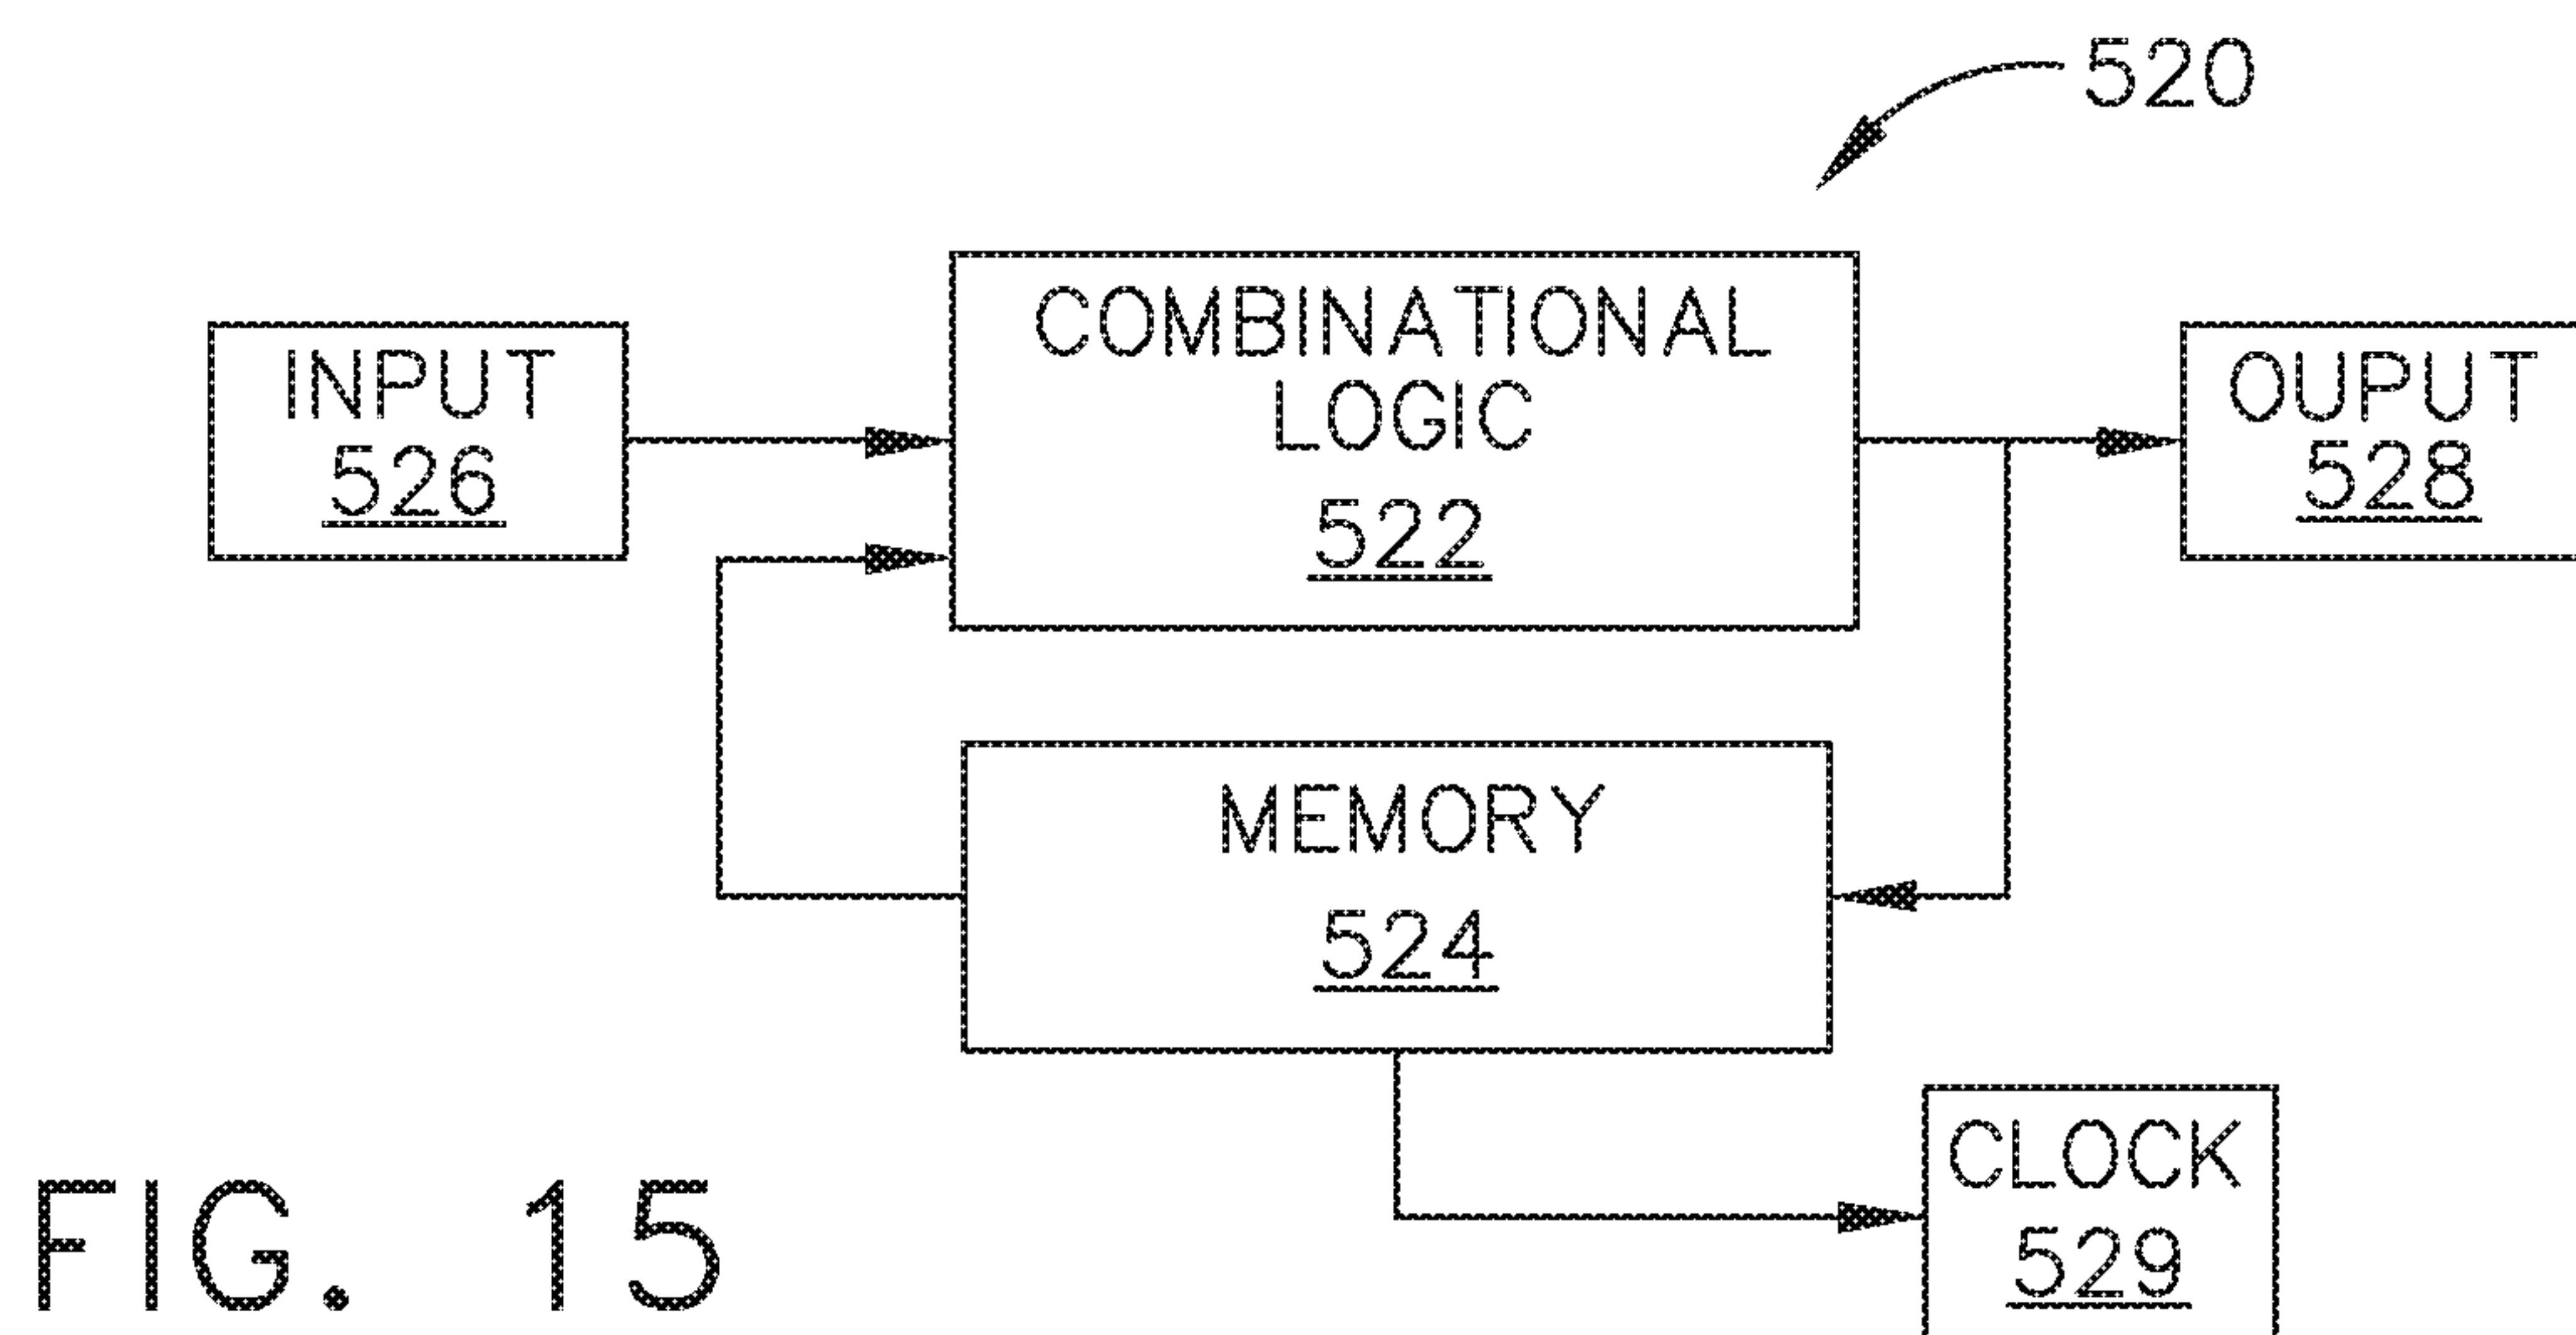 520
COMBINATIONAL
LOGIC
522
INPUT
526
OUPUT
528
MEMORY
524
CLOCK
529
FIG. 15